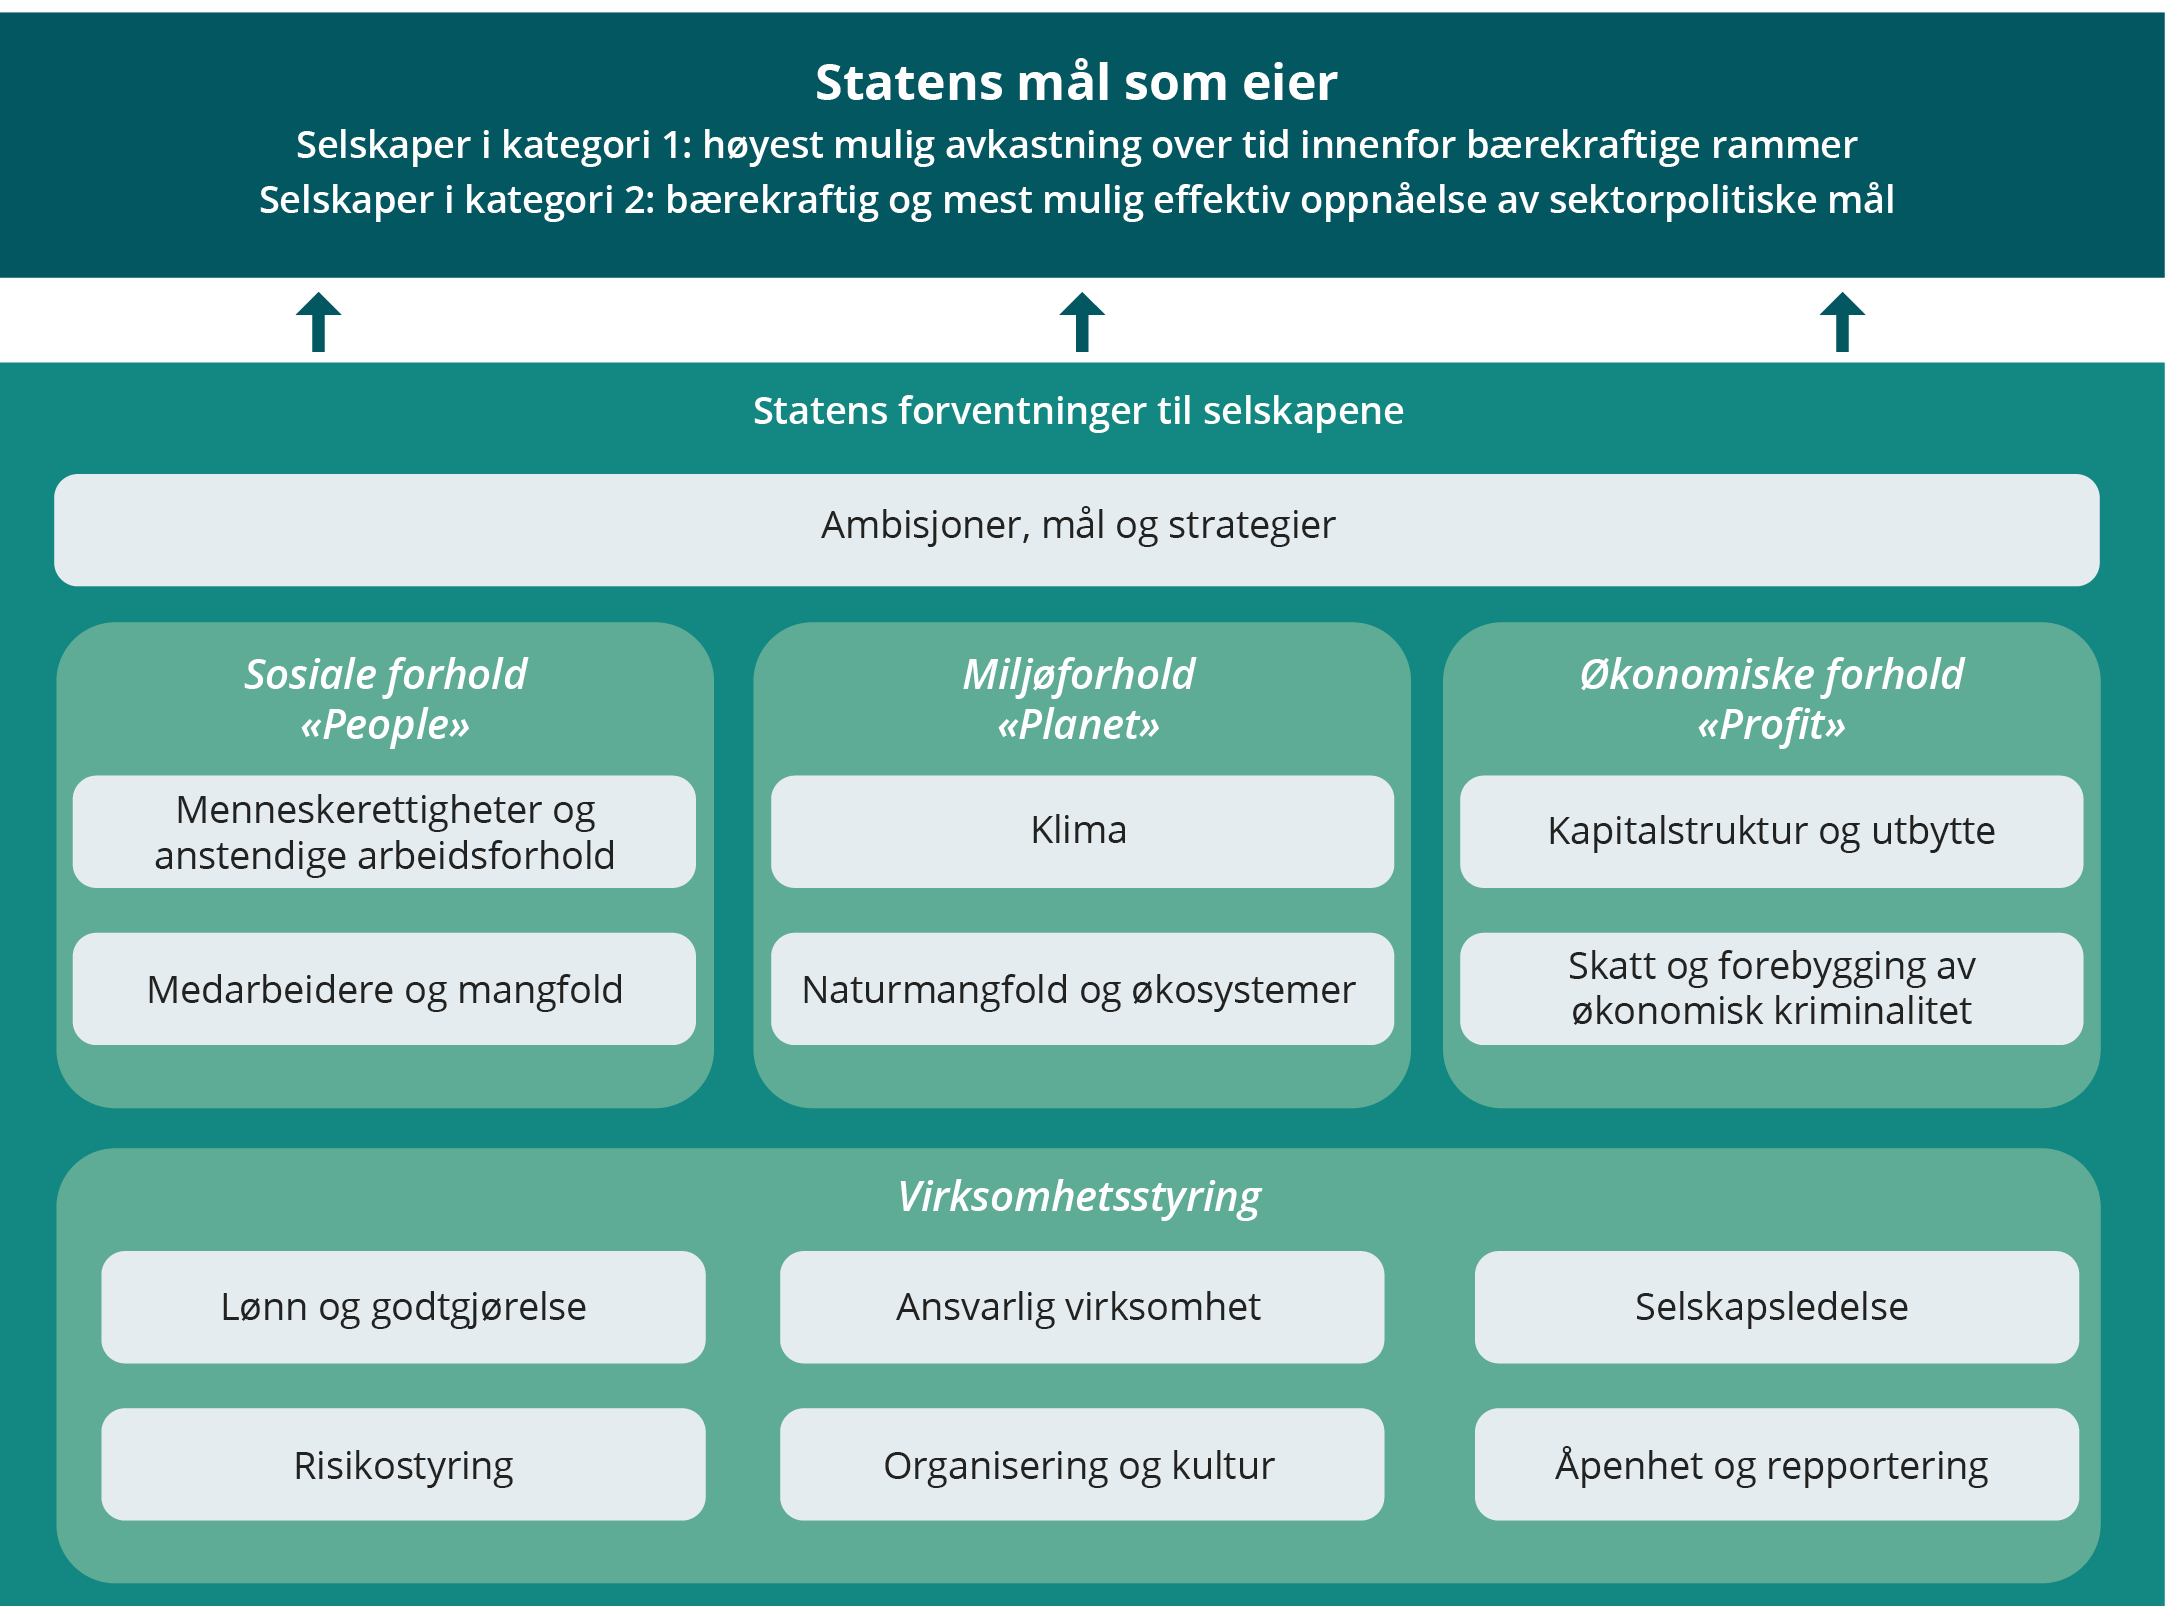 Statens mål som eier
Selskaper i kategori 1: høyest mulig avkastning over tid innenfor bærekraftige rammer
Selskaper i kategori 2: bærekraftig og mest mulig effektiv oppnåelse av sektorpolitiske mål
Statens forventninger til selskapene
Ambisjoner, mål og strategier
Sosiale forhold
«People»
Menneskerettigheter og
anstendige arbeidsforhold
Medarbeidere og mangfold
Miljøforhold
«Planet»
Klima
Naturmangfold og økosystemer
Økonomiske forhold
«Profit»
Kapitalstruktur og utbytte
Skatt og forebygging av
økonomisk kriminalitet
Virksomhetsstyring
Lønn og godtgjørelse
Ansvarlig virksomhet
Selskapsledelse
Risikostyring
Organisering og kultur
Åpenhet og repportering